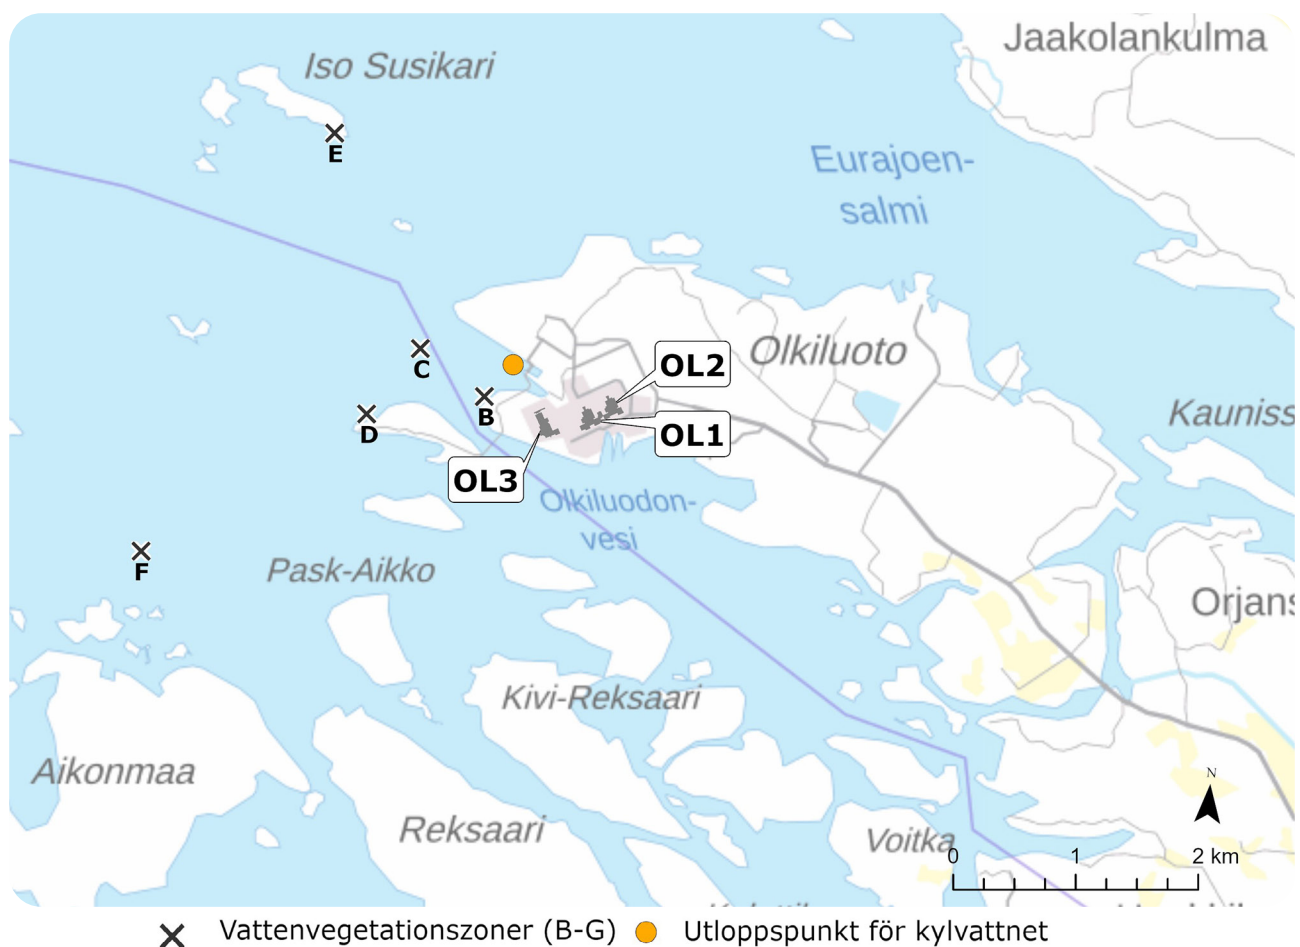 Jaakolankulma
Iso Susikari
E
Eurajoen-
salmi
C
B
D
OL2
Olkiluoto
OL1
OL3
Kauniss
Olkiluodon-
vesi
F
Pask-Aikko
Orjans
Kivi-Reksaari
Aikonmaa
N
Reksaari
Voitka
0 1 2 km
Vattenvegetationszoner (B-G)
Utloppspunkt för kylvattnet